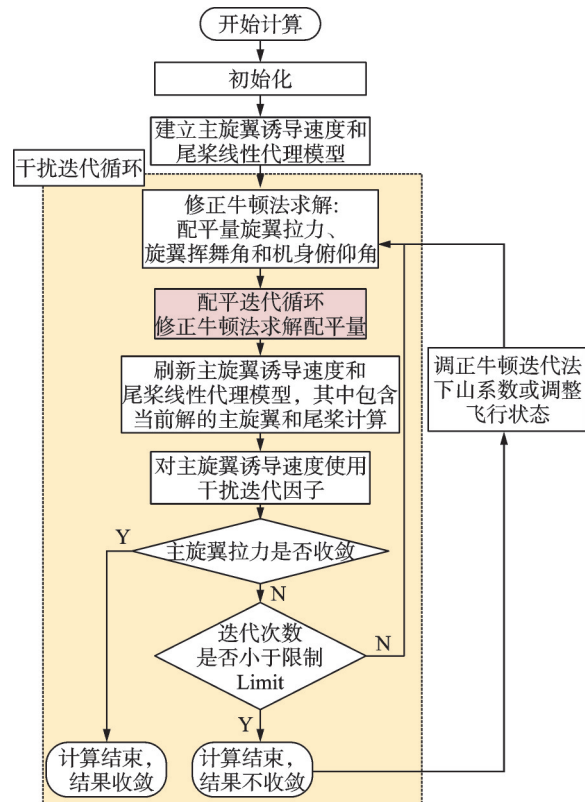 开始计算
初始化
建立主旋翼诱导速度和
尾桨线性代理模型
干扰迭代循环
修正牛顿法求解:
配平量旋翼拉力、
旋翼挥舞角和机身俯仰角
配平迭代循环
修正牛顿法求解配平量
刷新主旋翼诱导速度和
尾桨线性代理模型，其中包含
当前解的主旋翼和尾桨计算
调正牛顿迭代法
下山系数或调整
飞行状态
对主旋翼诱导速度使用
干扰迭代因子
Y
主旋翼拉力是否收敛
N
迭代次数
是否小于限制
Limit
N
Y
计算结束，
结果收敛
计算结束，
结果不收敛